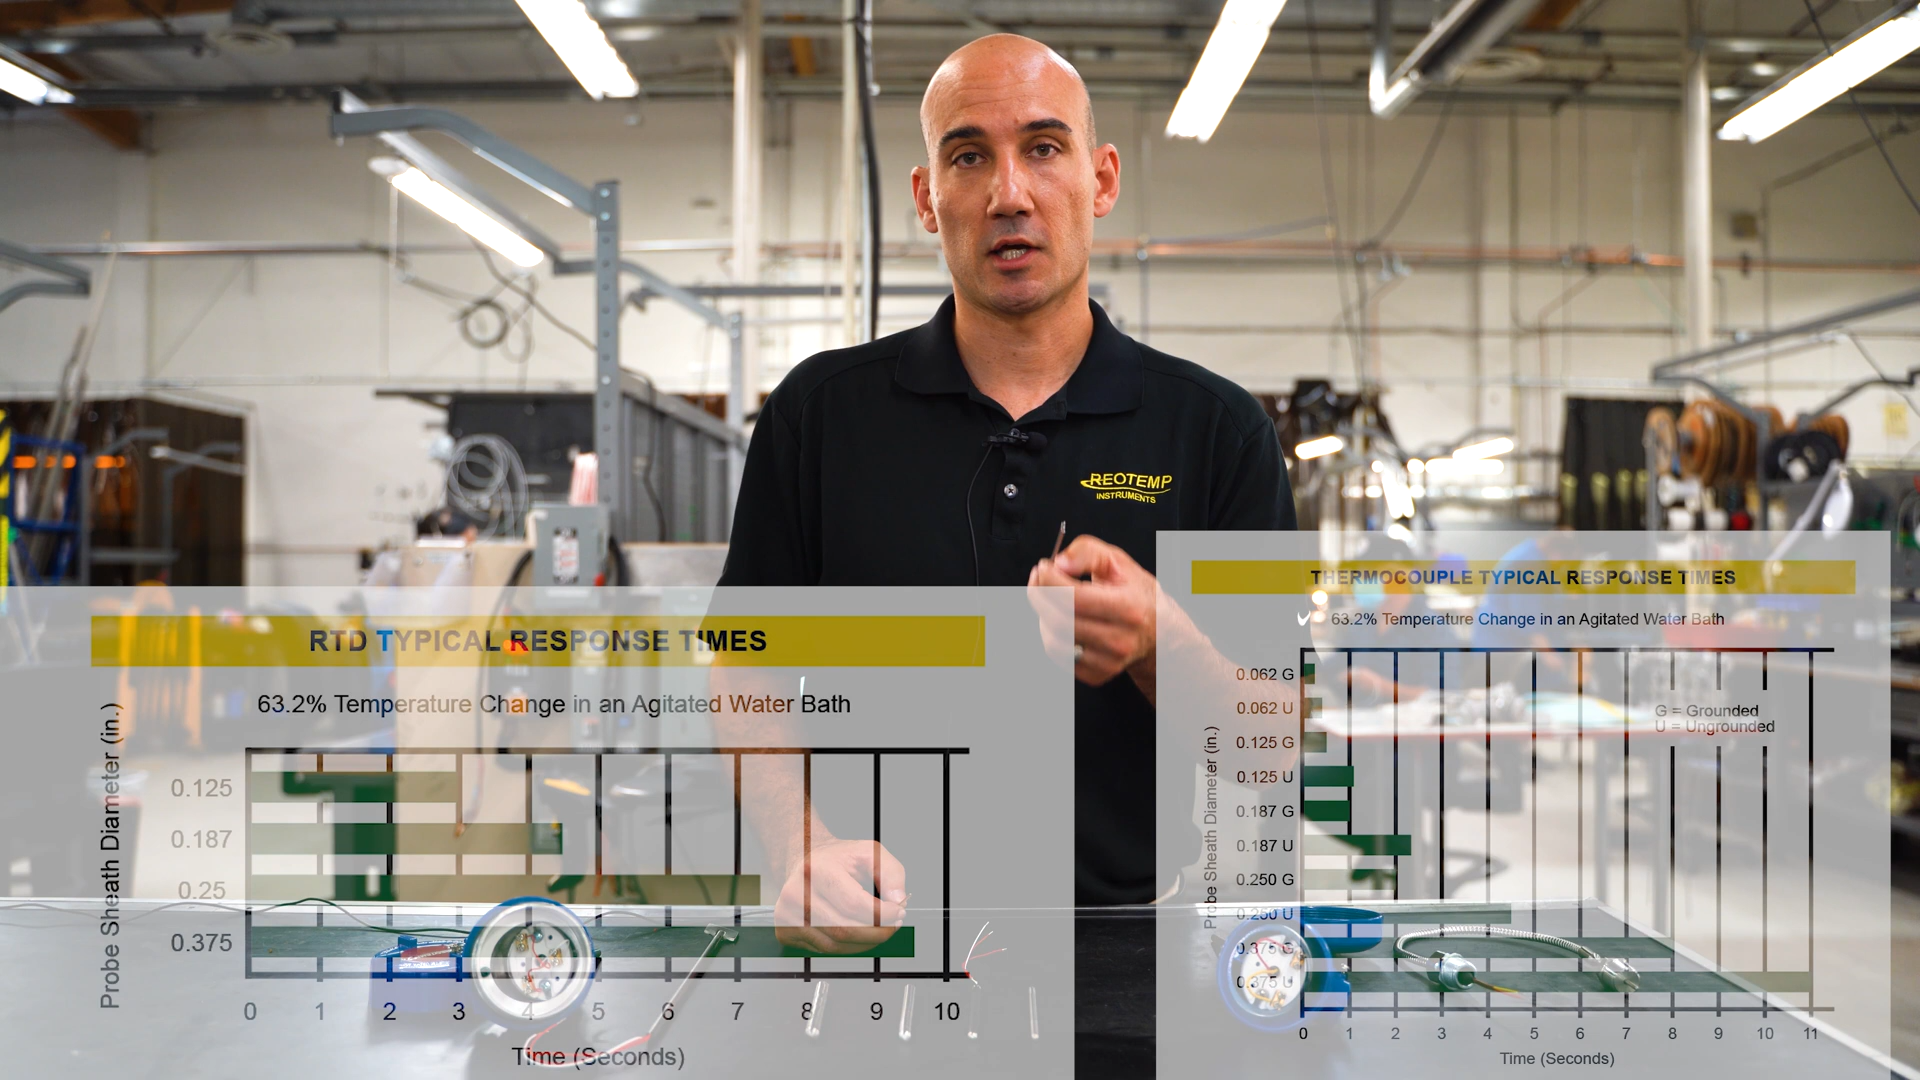 REOTEMP
INSTRUMENTS
RTD TYPICAL RESPONSE TIMES
63.2% Temperature Change in an Agitated Water Bath
Probe Sheath Diameter (in.)
0.125
0.187
0.25
0.375
0 1 2 3 4 5 6 7 8 9 10
Time (Seconds)
THERMOCOUPLE TYPICAL RESPONSE TIMES
63.2% Temperature Change in an Agitated Water Bath
G = Grounded
U = Ungrounded
Probe Sheath Diameter (in.)
0.062 G
0.062 U
0.125 G
0.125 U
0.187 G
0.187 U
0.250 G
0.250 U
0.375 G
0.375 U
0 1 2 3 4 5 6 7 8 9 10 11
Time (Seconds)